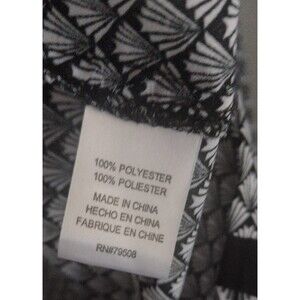 100% POLYESTER
100% POLIESTER
MADE IN CHINA
HECHO EN CHINA
FABRIQUE EN CHINE
RN#79508